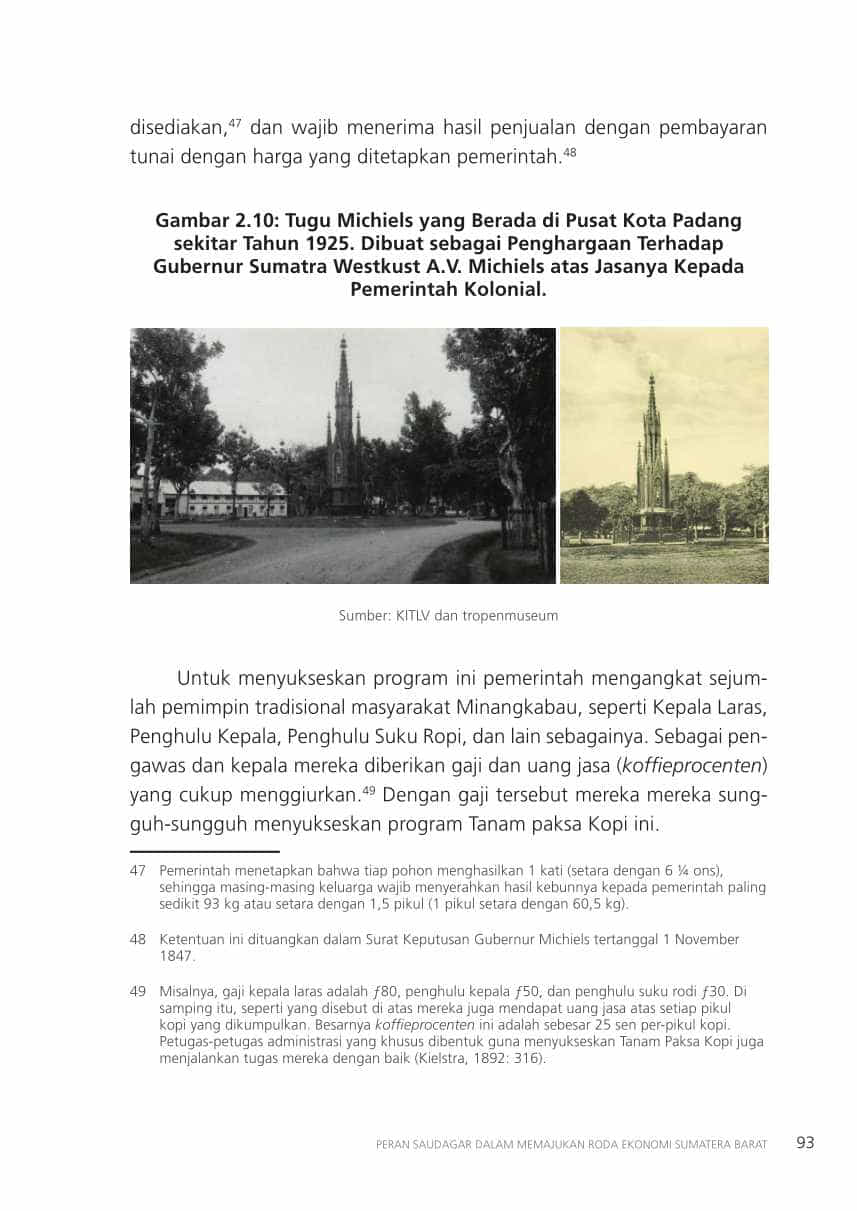 disediakan,47 dan wajib menerima hasil penjualan dengan pembayaran
tunai dengan harga yang ditetapkan pemerintah.48
Gambar 2.10: Tugu Michiels yang Berada di Pusat Kota Padang
sekitar Tahun 1925. Dibuat sebagai Penghargaan Terhadap
Gubernur Sumatra Westkust A.V. Michiels atas Jasanya Kepada
Pemerintah Kolonial.
Sumber: KITLV dan tropenmuseum
Untuk menyukseskan program ini pemerintah mengangkat sejum-
lah pemimpin tradisional masyarakat Minangkabau, seperti Kepala Laras,
Penghulu Kepala, Penghulu Suku Ropi, dan lain sebagainya. Sebagai pen-
gawas dan kepala mereka diberikan gaji dan uang jasa (koffieprocenten)
yang cukup menggiurkan.49 Dengan gaji tersebut mereka mereka sung-
guh-sungguh menyukseskan program Tanam paksa Kopi ini.
47 Pemerintah menetapkan bahwa tiap pohon menghasilkan 1 kati (setara dengan 6 ¼ ons),
sehingga masing-masing keluarga wajib menyerahkan hasil kebunnya kepada pemerintah paling
sedikit 93 kg atau setara dengan 1,5 pikul (1 pikul setara dengan 60,5 kg).
48 Ketentuan ini dituangkan dalam Surat Keputusan Gubernur Michiels tertanggal 1 November
1847.
49 Misalnya, gaji kepala laras adalah ƒ80, penghulu kepala ƒ50, dan penghulu suku rodi ƒ30. Di
samping itu, seperti yang disebut di atas mereka juga mendapat uang jasa atas setiap pikul
kopi yang dikumpulkan. Besarnya koffieprocenten ini adalah sebesar 25 sen per-pikul kopi.
Petugas-petugas administrasi yang khusus dibentuk guna menyukseskan Tanam Paksa Kopi juga
menjalankan tugas mereka dengan baik (Kielstra, 1892: 316).
PERAN SAUDAGAR DALAM MEMAJUKAN RODA EKONOMI SUMATERA BARAT 93